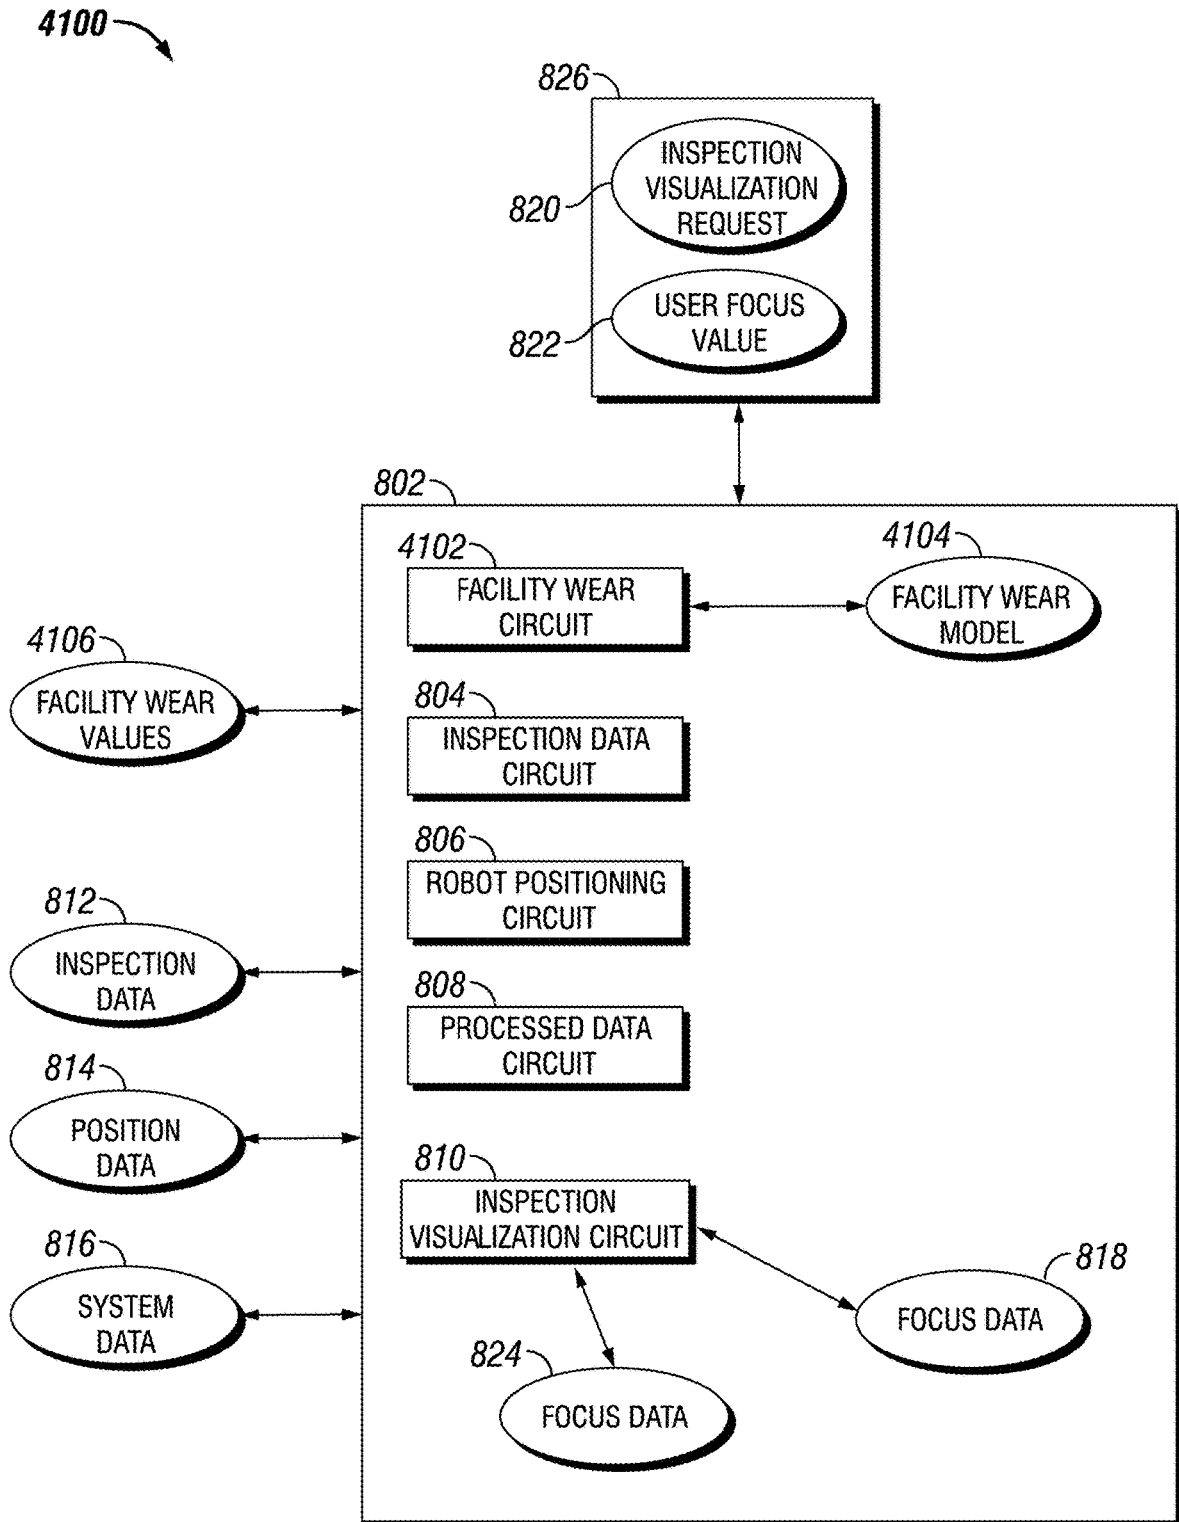 4100
826
INSPECTION
VISUALIZATION
REQUEST
820
USER FOCUS
VALUE
822
802
4102
FACILITY WEAR
CIRCUIT
4104
FACILITY WEAR
MODEL
4106
FACILITY WEAR
VALUES
804
INSPECTION DATA
CIRCUIT
806
ROBOT POSITIONING
CIRCUIT
812
INSPECTION
DATA
808
PROCESSED DATA
CIRCUIT
814
POSITION
DATA
810
INSPECTION
VISUALIZATION CIRCUIT
816
SYSTEM
DATA
818
FOCUS DATA
824
FOCUS DATA